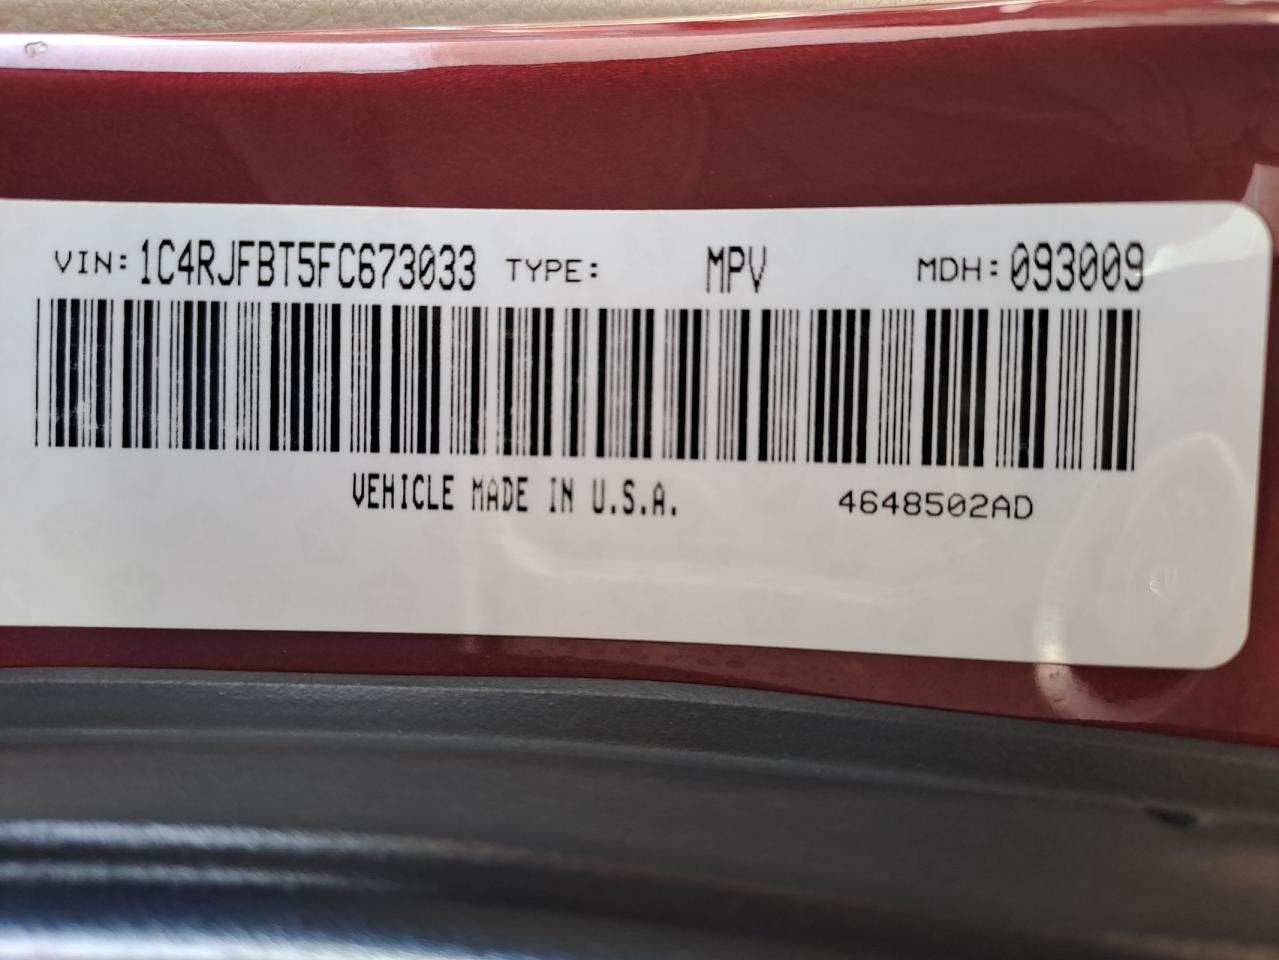 VIN: 1C4RJFBT5FC673033 TYPE: MPV MDH: 093009
VEHICLE MADE IN U.S.A. 4648502AD